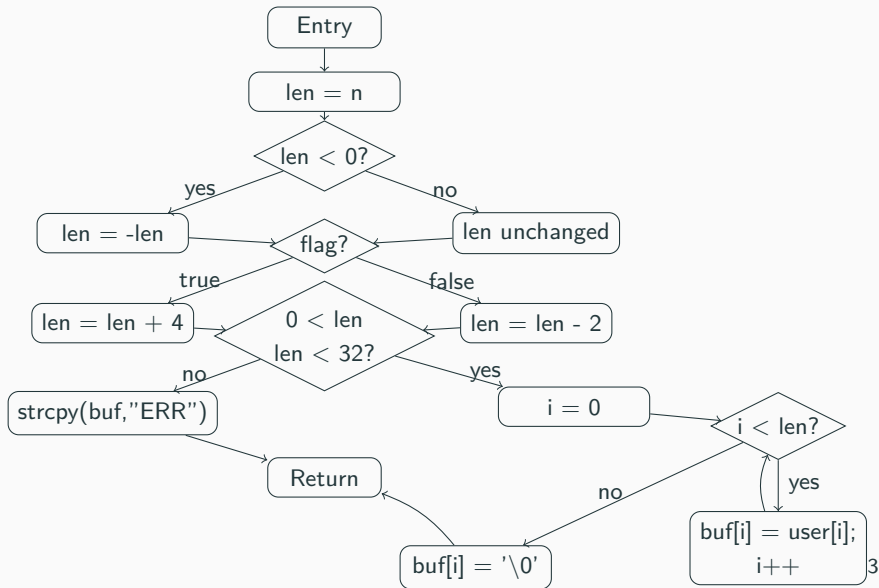 Entry
len = n
len < 0?
yes
no
len = -len
flag?
len unchanged
true
false
len = len + 4
0 < len
len < 32?
len = len - 2
no
yes
strcpy(buf,"ERR")
i = 0
i < len?
Return
no
yes
buf[i] = '\0'
buf[i] = user[i];
i++
3